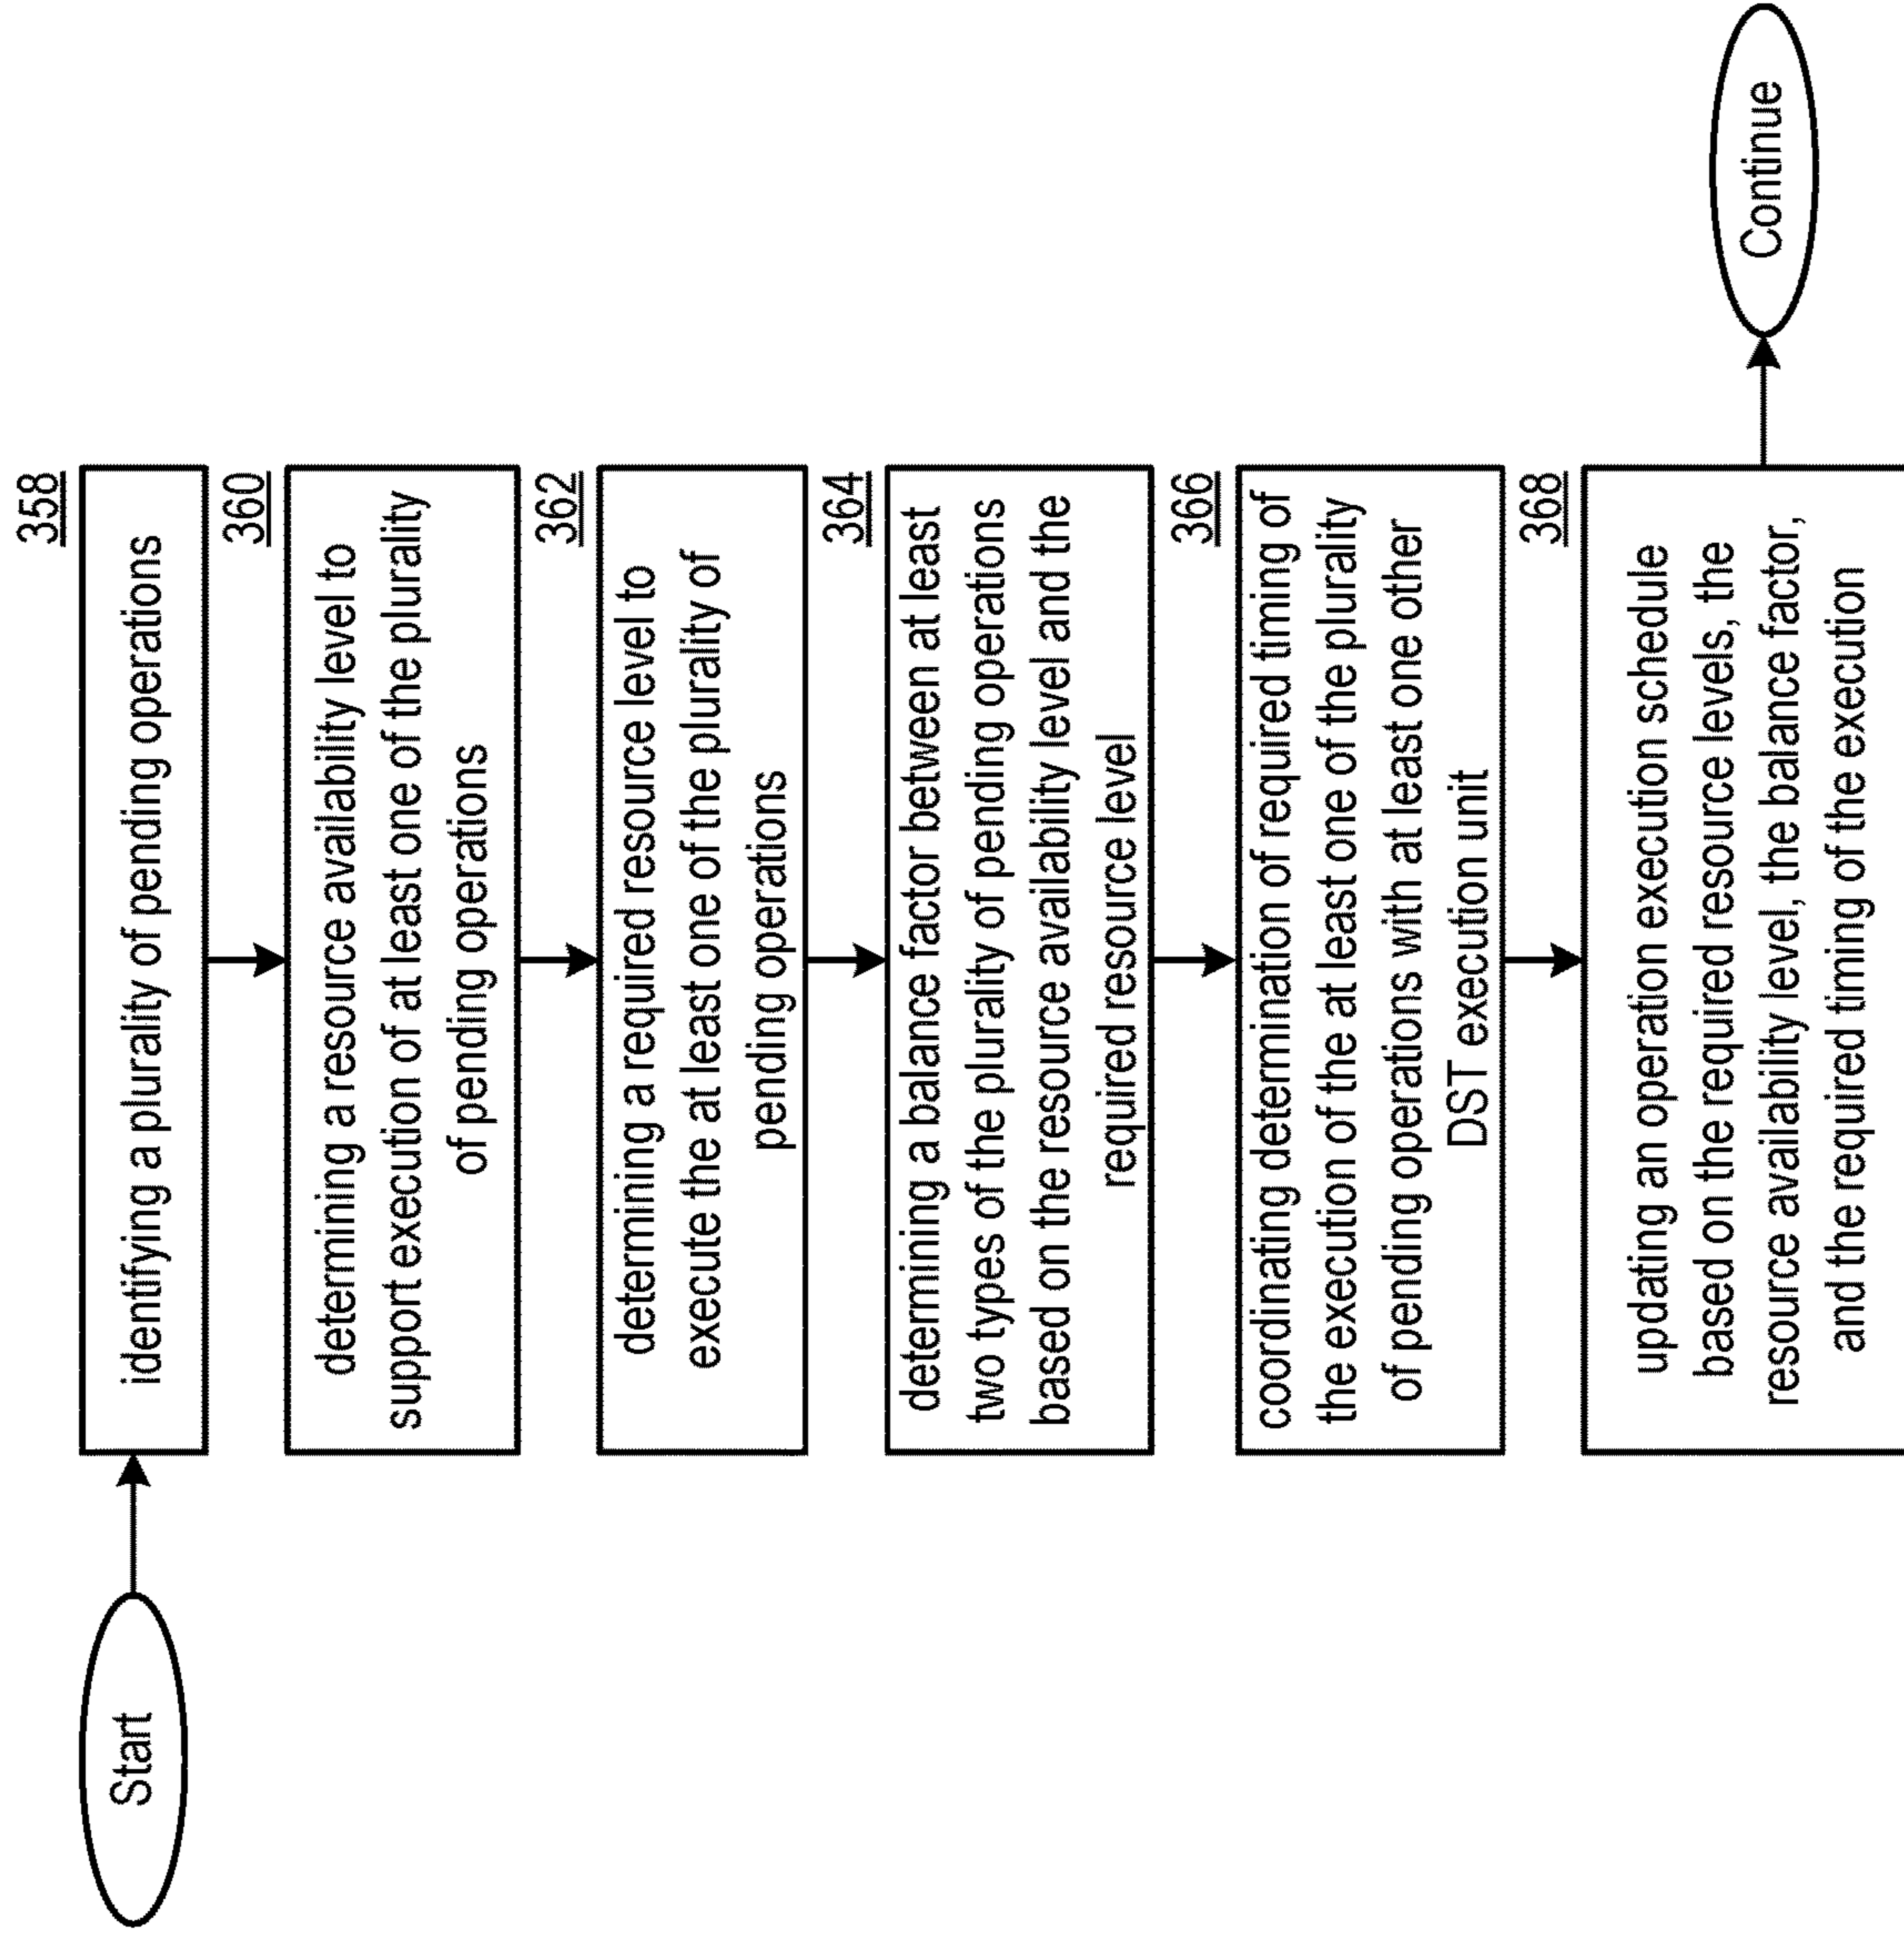 Start
358
identifying a plurality of pending operations
360
determining a resource availability level to
support execution of at least one of the plurality
of pending operations
362
determining a required resource level to
execute the at least one of the plurality of
pending operations
364
determining a balance factor between at least
two types of the plurality of pending operations
based on the resource availability level and the
required resource level
366
coordinating determination of required timing of
the execution of the at least one of the plurality
of pending operations with at least one other
DST execution unit
368
updating an operation execution schedule
based on the required resource levels, the
resource availability level, the balance factor,
and the required timing of the execution
Continue